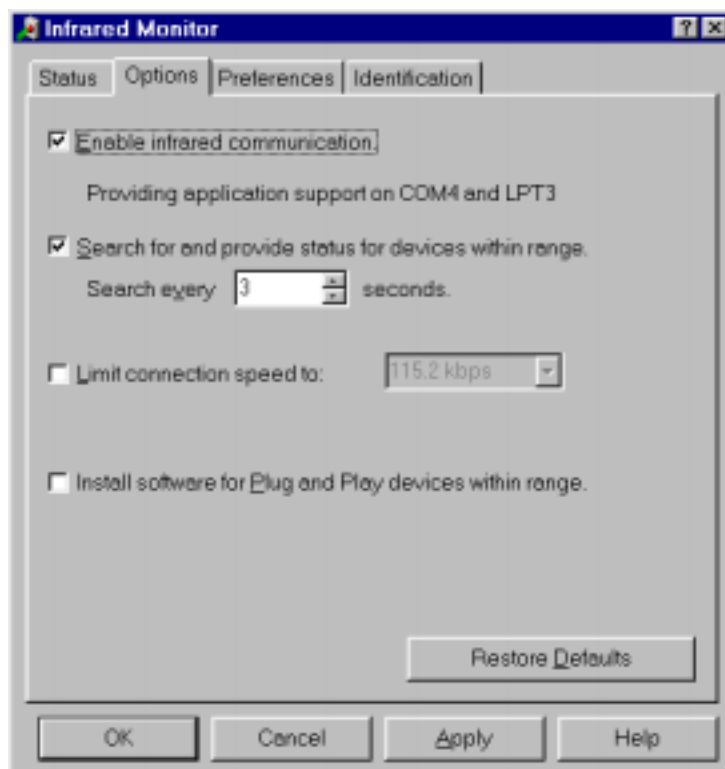 Infrared Monitor
Status Options Preferences Identification
Enable infrared communication.
Providing application support on COM4 and LPT3
Search for and provide status for devices within range.
Search every 3 seconds.
Limit connection speed to: 115.2 kbps
Install software for Plug and Play devices within range.
Restore Defaults
OK Cancel Apply Help